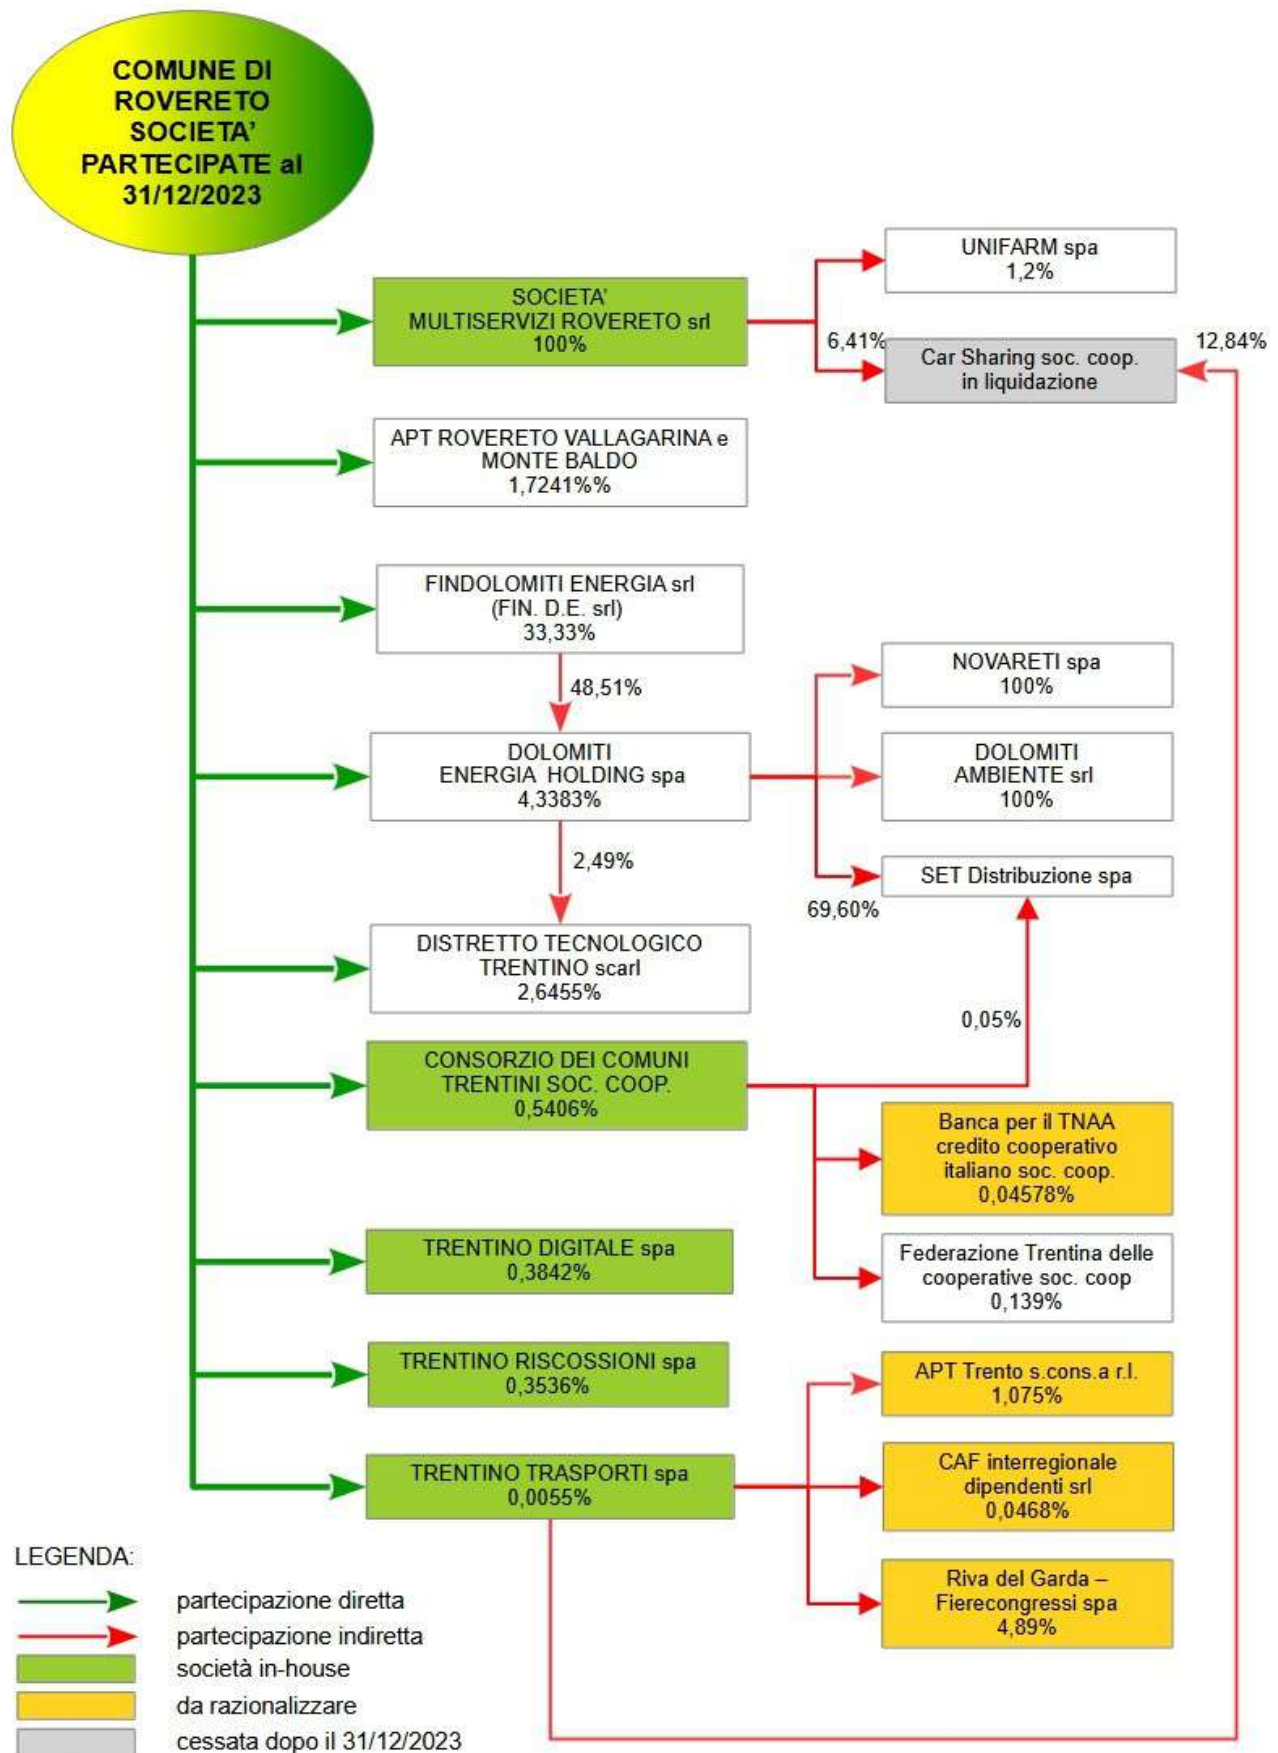 COMUNE DI
ROVERETO
SOCIETA'
PARTECIPATE al
31/12/2023
SOCIETA'
MULTISERVIZI ROVERETO srl
100%
UNIFARM spa
1,2%
6,41%
Car Sharing soc. coop.
in liquidazione
12,84%
APT ROVERETO VALLAGARINA e
MONTE BALDO
1,7241%%
FINDOLOMITI ENERGIA srl
(FIN. D.E. srl)
33,33%
48,51%
DOLOMITI
ENERGIA HOLDING spa
4,3383%
NOVARETI spa
100%
DOLOMITI
AMBIENTE srl
100%
SET Distribuzione spa
69,60%
2,49%
DISTRETTO TECNOLOGICO
TRENTINO scarl
2,6455%
0,05%
CONSORZIO DEI COMUNI
TRENTINI SOC. COOP.
0,5406%
Banca per il TNAA
credito cooperativo
italiano soc. coop.
0,04578%
Federazione Trentina delle
cooperative soc. coop
0,139%
TRENTINO DIGITALE spa
0,3842%
TRENTINO RISCOSSIONI spa
0,3536%
TRENTINO TRASPORTI spa
0,0055%
APT Trento s.cons.a r.l.
1,075%
CAF interregionale
dipendenti srl
0,0468%
Riva del Garda –
Fierecongressi spa
4,89%
LEGENDA:
partecipazione diretta
partecipazione indiretta
società in-house
da razionalizzare
cessata dopo il 31/12/2023